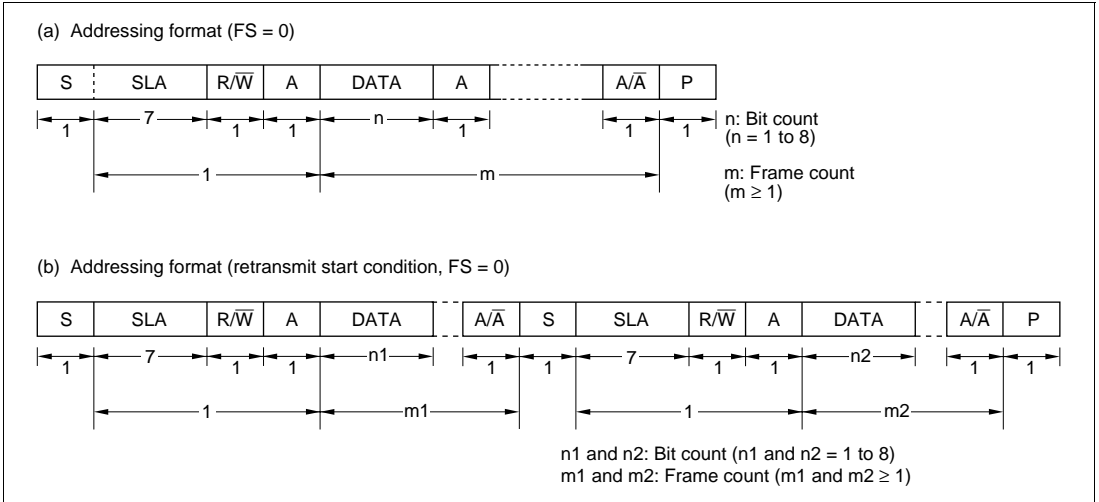 (a) Addressing format (FS = 0)
S SLA R/W̅ A DATA A A/A̅ P
1 7 1 1 n 1 1 1
n: Bit count
(n = 1 to 8)
1 m
m: Frame count
(m ≥ 1)
(b) Addressing format (retransmit start condition, FS = 0)
S SLA R/W̅ A DATA A/A̅ S SLA R/W̅ A DATA A/A̅ P
1 7 1 1 n1 1 1 7 1 1 n2 1 1
1 m1 1 m2
n1 and n2: Bit count (n1 and n2 = 1 to 8)
m1 and m2: Frame count (m1 and m2 ≥ 1)